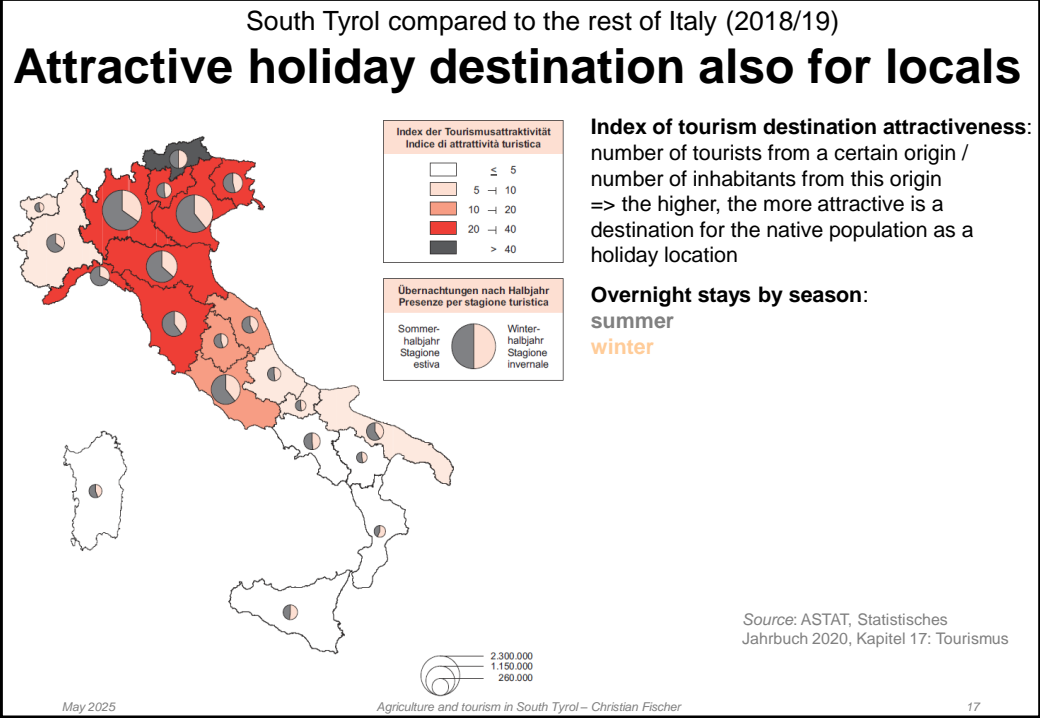 South Tyrol compared to the rest of Italy (2018/19)
Attractive holiday destination also for locals
Index der Tourismusattraktivität
Indice di attrattività turistica
≤ 5
5 ⊣ 10
10 ⊣ 20
20 ⊣ 40
> 40
Übernachtungen nach Halbjahr
Presenze per stagione turistica
Sommer-
halbjahr
Stagione
estiva
Winter-
halbjahr
Stagione
invernale
Index of tourism destination attractiveness:
number of tourists from a certain origin /
number of inhabitants from this origin
=> the higher, the more attractive is a
destination for the native population as a
holiday location
Overnight stays by season:
summer
winter
Source: ASTAT, Statistisches
Jahrbuch 2020, Kapitel 17: Tourismus
2.300.000
1.150.000
260.000
May 2025
Agriculture and tourism in South Tyrol – Christian Fischer
17